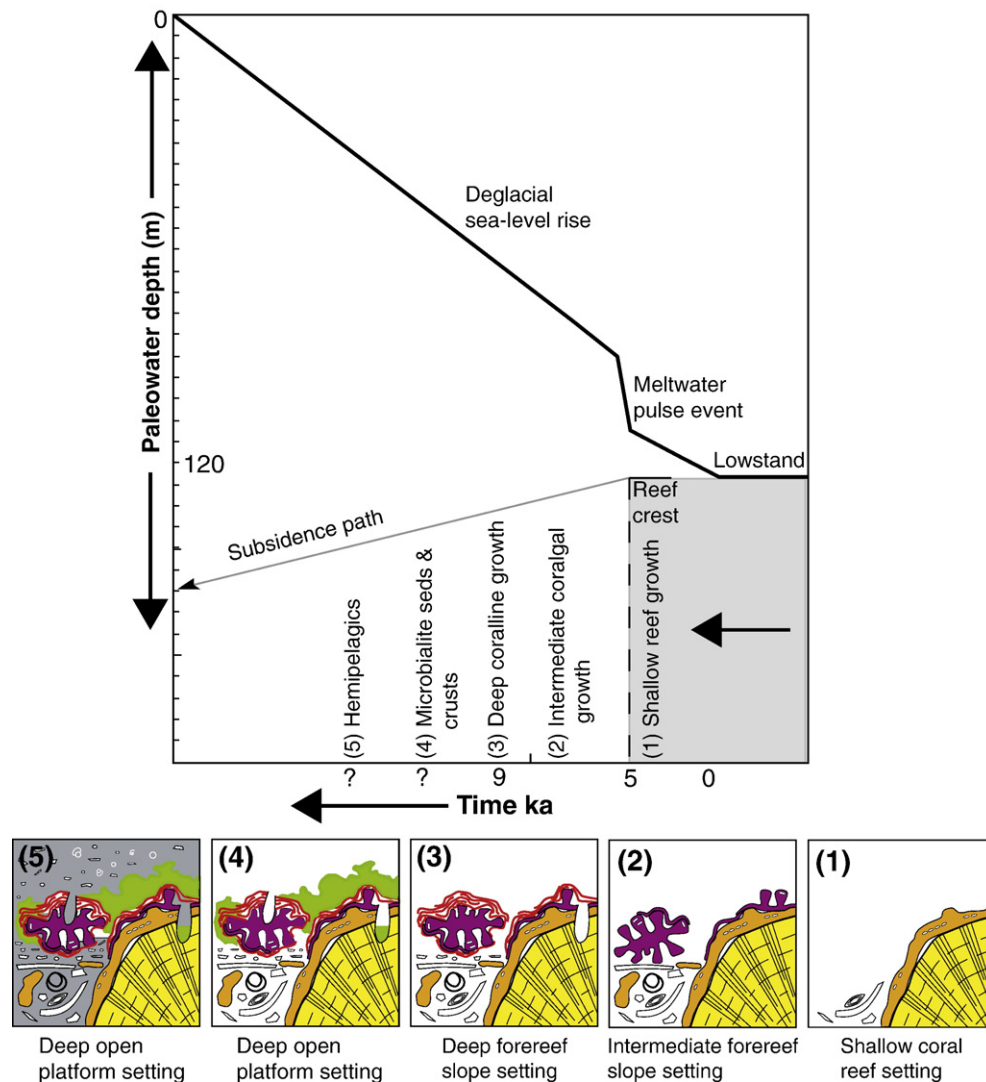 0
Paleowater depth (m)
120
Deglacial
sea-level rise
Meltwater
pulse event
Lowstand
Reef
crest
Subsidence path
(5) Hemipelagics
(4) Microbialite seds &
crusts
(3) Deep coralline growth
(2) Intermediate coralgal
growth
(1) Shallow reef growth
? ? 9 5 0
Time ka
(5) (4) (3) (2) (1)
Deep open
platform setting
Deep open
platform setting
Deep forereef
slope setting
Intermediate forereef
slope setting
Shallow coral
reef setting